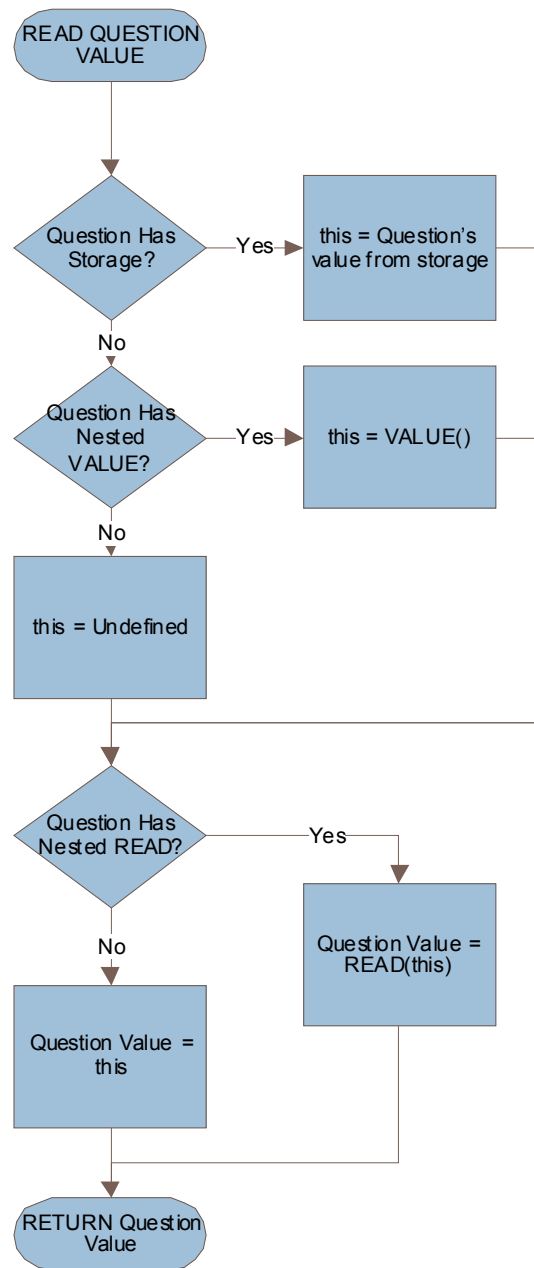 READ QUESTION
VALUE
Question Has
Storage?
Yes
this = Question's
value from storage
No
Question Has
Nested
VALUE?
Yes
this = VALUE()
No
this = Undefined
Question Has
Nested READ?
Yes
No
Question Value =
READ(this)
Question Value =
this
RETURN Question
Value